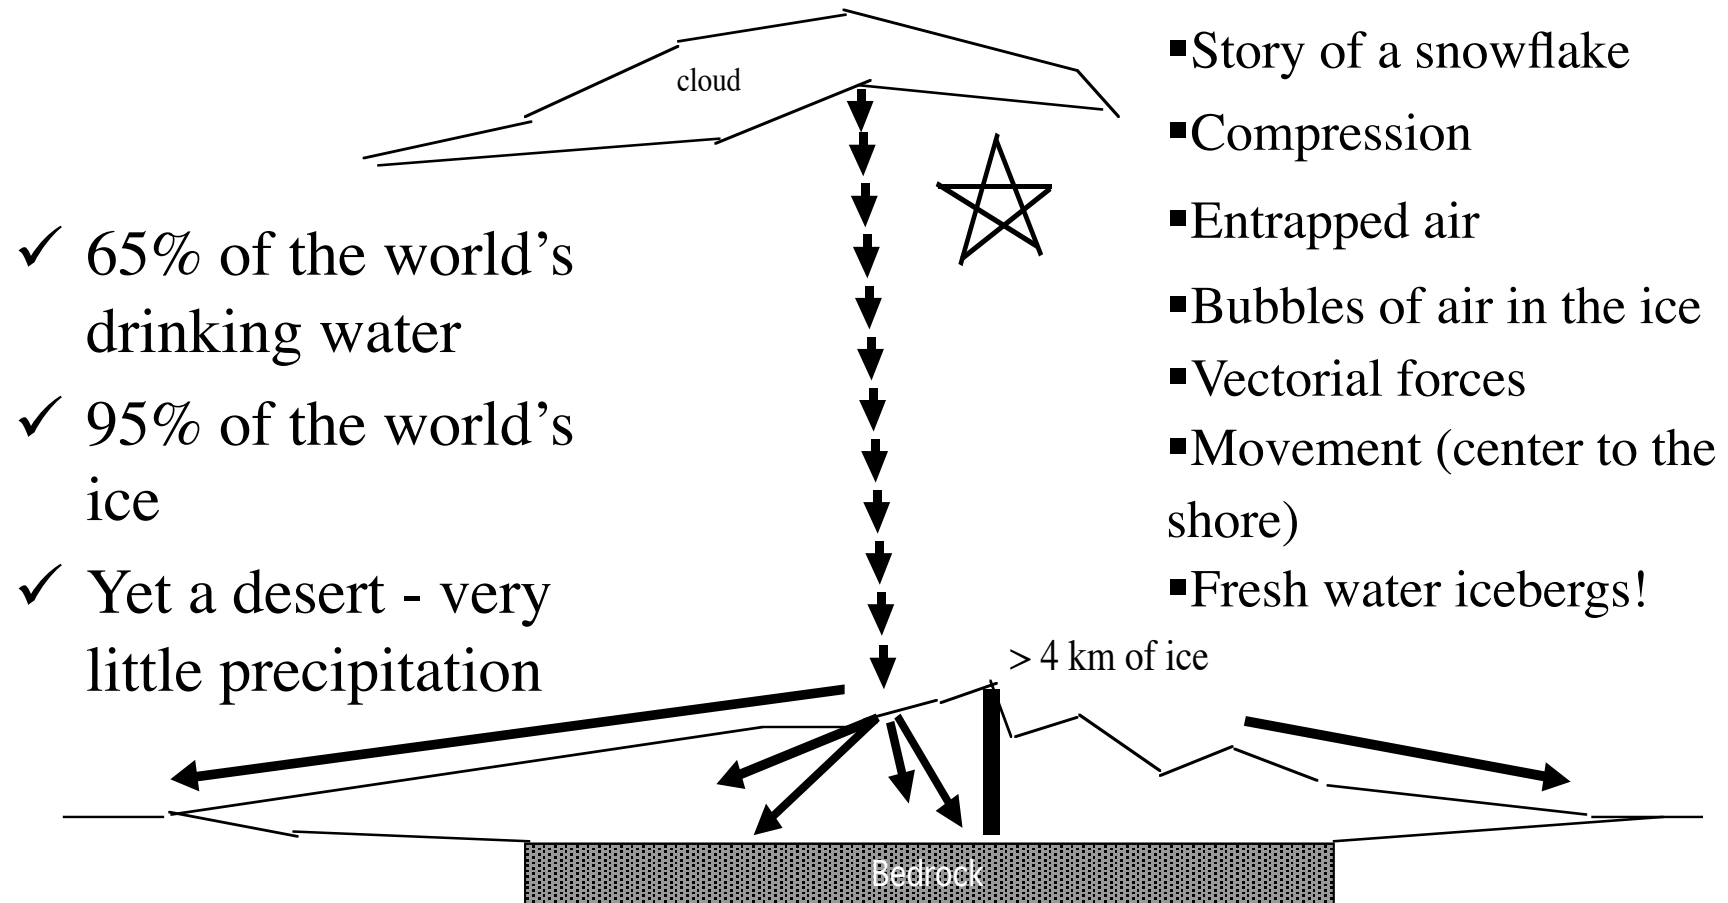 cloud
✓ 65% of the world’s
drinking water
✓ 95% of the world’s
ice
✓ Yet a desert - very
little precipitation
▪Story of a snowflake
▪Compression
▪Entrapped air
▪Bubbles of air in the ice
▪Vectorial forces
▪Movement (center to the
shore)
▪Fresh water icebergs!
> 4 km of ice
Bedrock